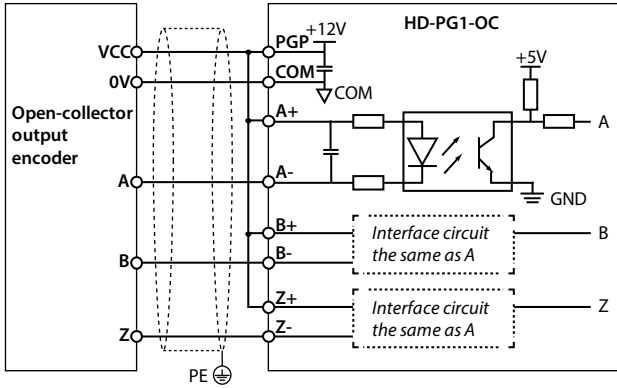 HD-PG1-OC
+12V
VCC
PGP
+5V
0V
COM
COM
Open-collector
output
encoder
A+
A
A
A-
GND
B+
Interface circuit
the same as A
B
B
B-
Z+
Interface circuit
the same as A
Z
Z
Z-
PE